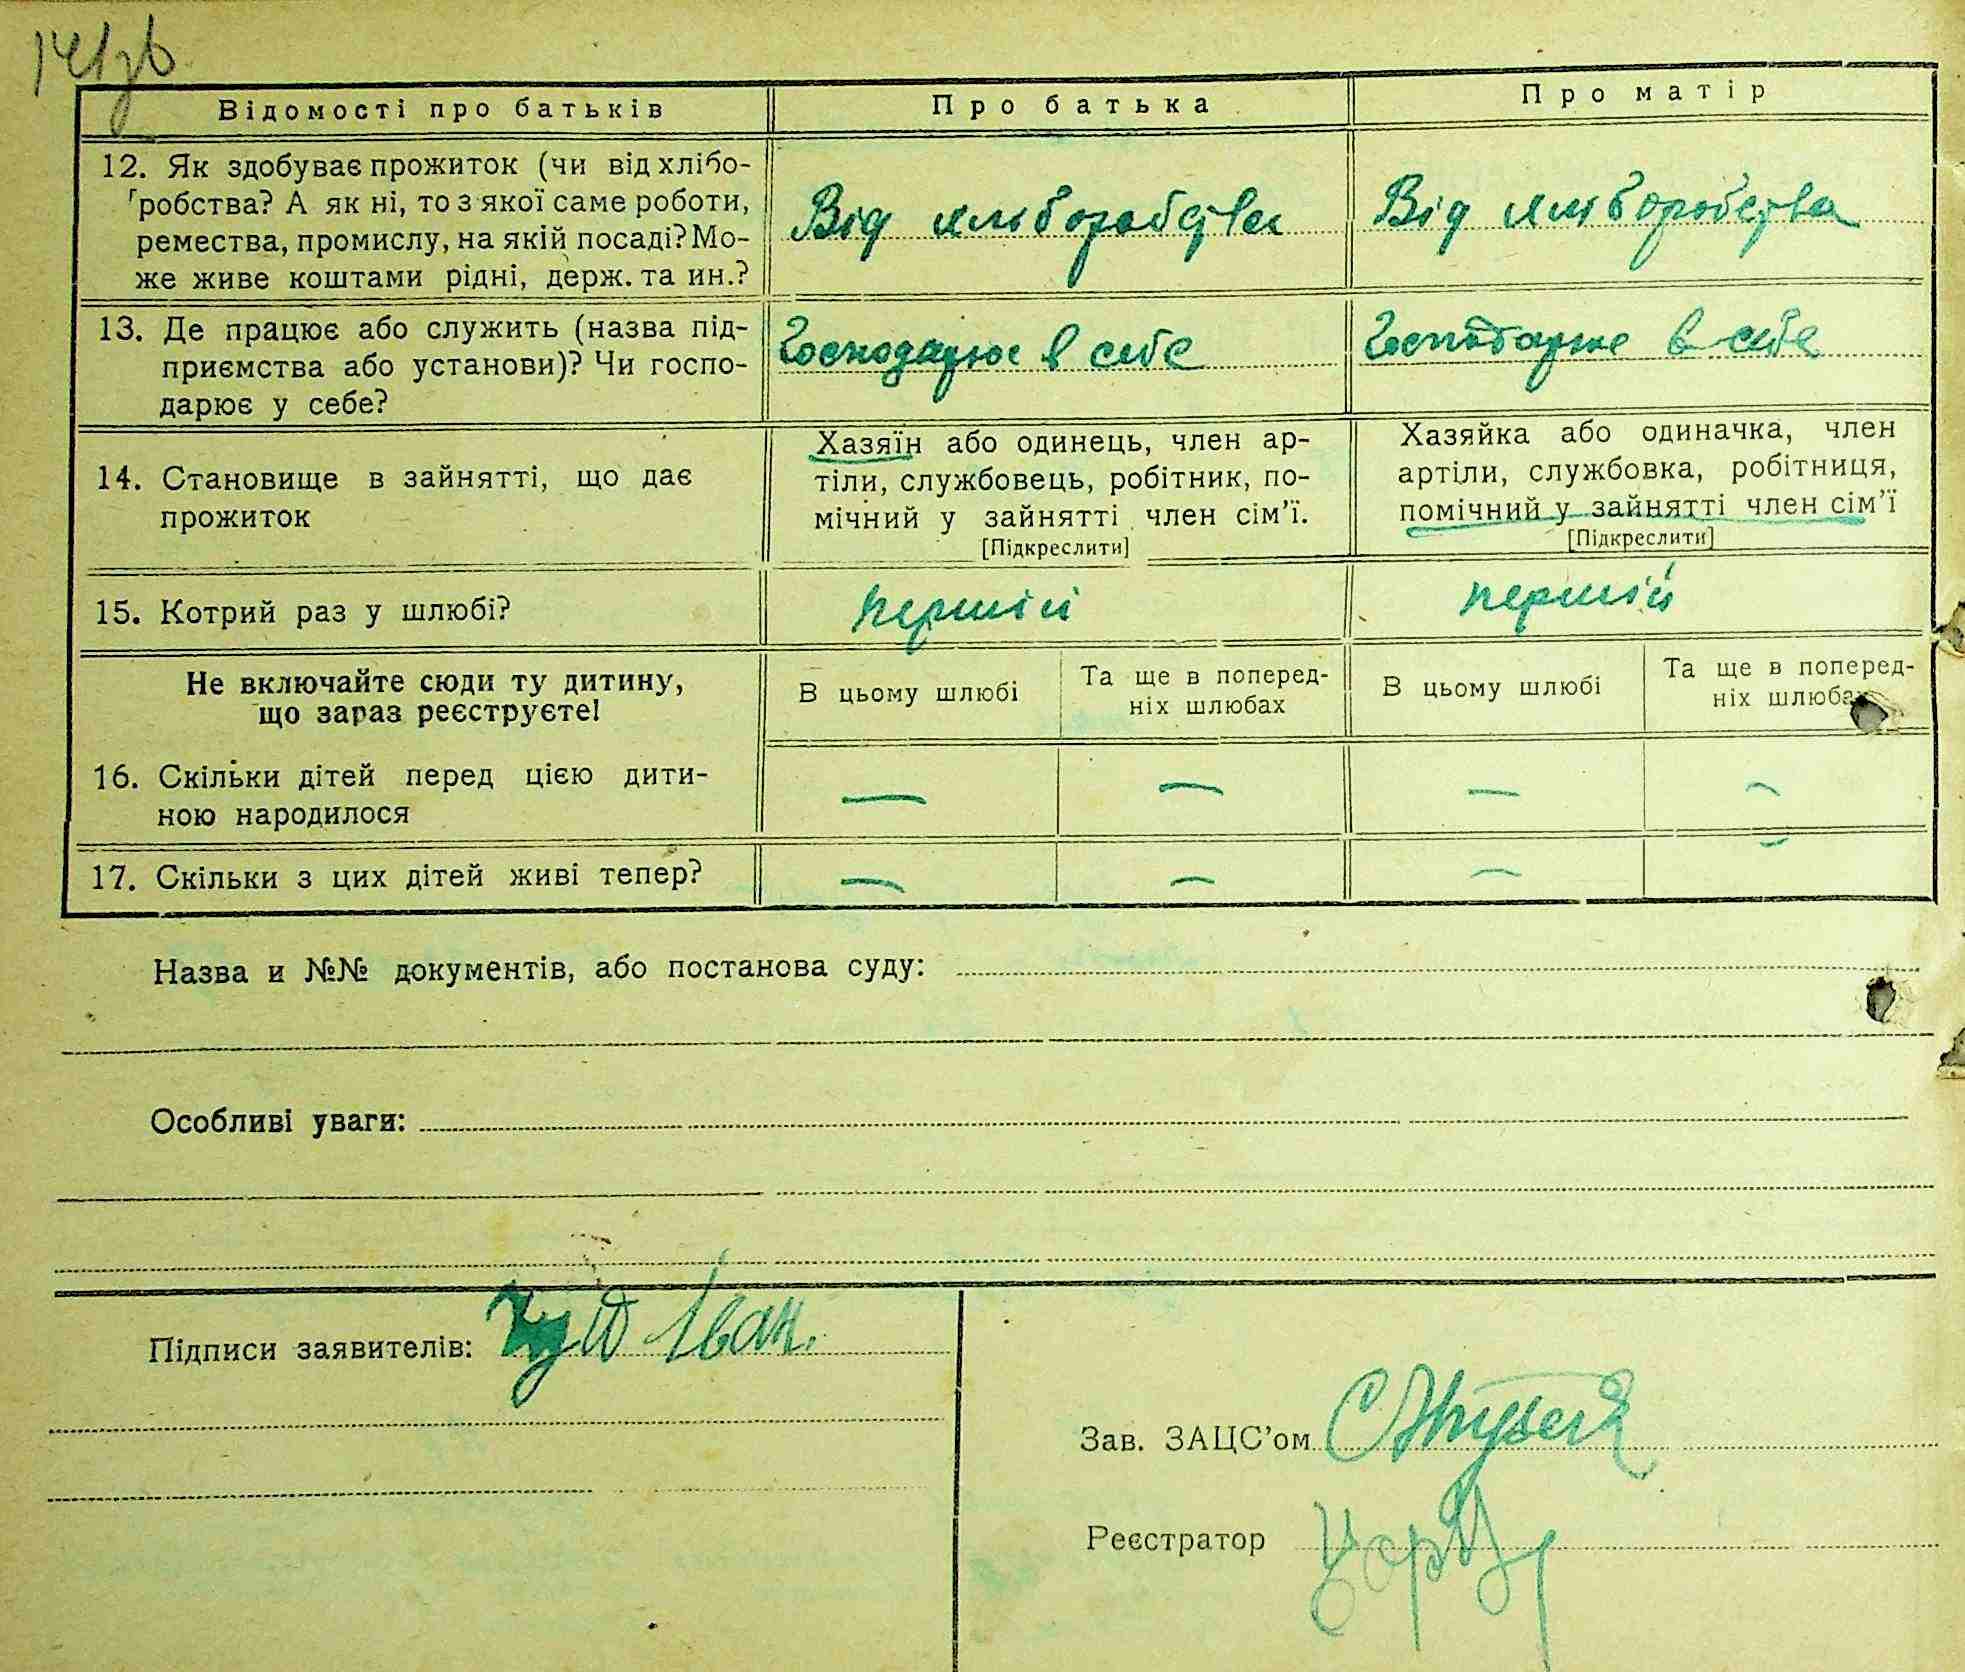 Відомості про батьків
Про батька
Про матір
12. Як здобуває прожиток (чи від хлібо-
робства? А як ні, то з якої саме роботи,
ремества, промислу, на якій посаді? Мо-
же живе коштами рідні, держ. та ин.?
Від хліборобства
Від хліборобства
13. Де працює або служить (назва під-
приємства або установи)? Чи госпо-
дарює у себе?
Господарює в себе
Господарює в себе
14. Становище в зайнятті, що дає
прожиток
Хазяїн або одинець, член ар-
тіли, службовець, робітник, по-
мічний у зайнятті член сім'ї.
[Підкреслити]
Хазяйка або одиначка, член
артіли, службовка, робітниця,
помічний у зайнятті член сім'ї
[Підкреслити]
15. Котрий раз у шлюбі?
перший
перший
Не включайте сюди ту дитину,
що зараз реєструєте!
В цьому шлюбі
Та ще в поперед-
ніх шлюбах
В цьому шлюбі
Та ще в поперед-
ніх шлюбах
16. Скільки дітей перед цією дити-
ною народилося
— — — —
17. Скільки з цих дітей живі тепер?
— — — —
Назва и №№ документів, або постанова суду:
Особливі уваги:
Підписи заявителів: Іван
Зав. ЗАЦС'ом
Реєстратор